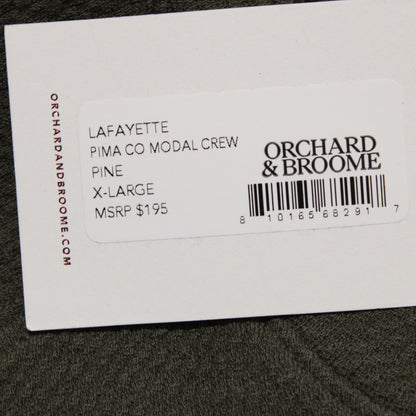 ORCHARDANDBROOME.COM
LAFAYETTE
PIMA CO MODAL CREW
PINE
X-LARGE
MSRP $195
ORCHARD
& BROOME
8 10165 68291 7